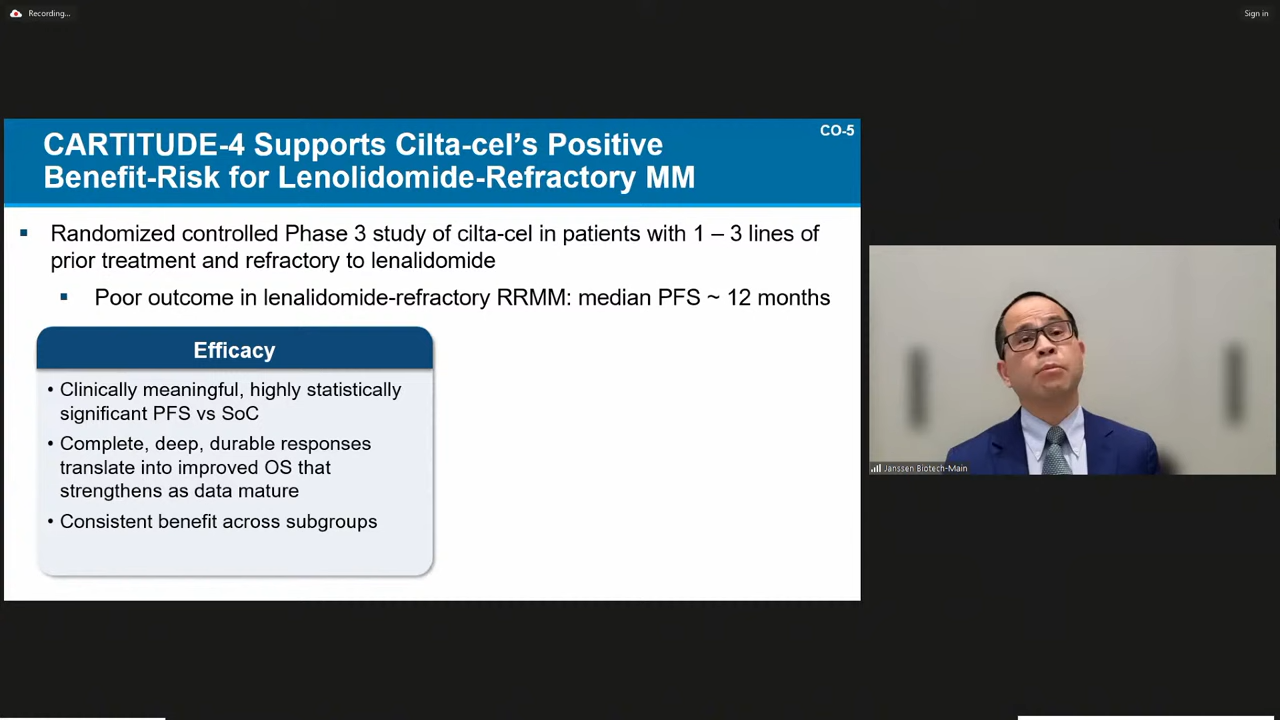 Recording...
Sign in
CO-5
CARTITUDE-4 Supports Cilta-cel’s Positive
Benefit-Risk for Lenolidomide-Refractory MM
▪ Randomized controlled Phase 3 study of cilta-cel in patients with 1 – 3 lines of
prior treatment and refractory to lenalidomide
▪ Poor outcome in lenalidomide-refractory RRMM: median PFS ~ 12 months
Efficacy
• Clinically meaningful, highly statistically
significant PFS vs SoC
• Complete, deep, durable responses
translate into improved OS that
strengthens as data mature
• Consistent benefit across subgroups
Janssen Biotech-Main